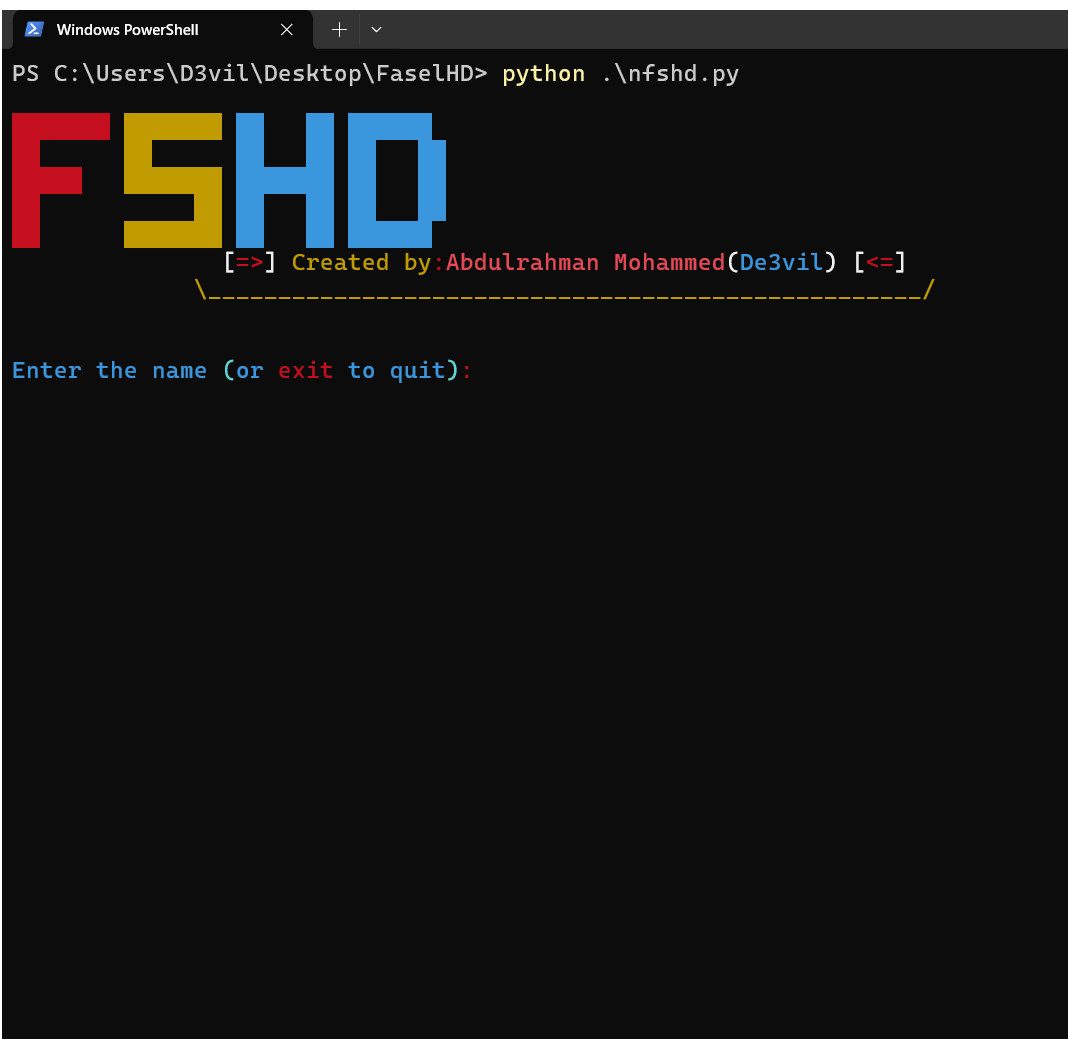 Windows PowerShell
PS C:\Users\D3vil\Desktop\FaselHD> python .\nfshd.py
FSHD
[=>] Created by:Abdulrahman Mohammed(De3vil) [<=]
\___________________________________________________/
Enter the name (or exit to quit):